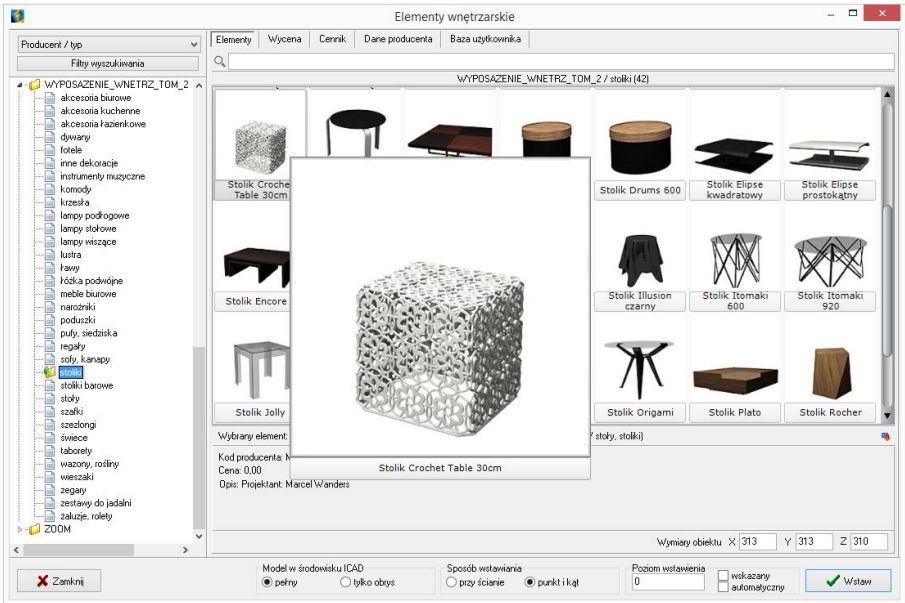 Elementy wnętrzarskie
Producent / typ
Filtry wyszukiwania
WYPOSAZENIE_WNETRZ_TOM_2
akcesoria biurowe
akcesoria kuchenne
akcesoria łazienkowe
dywany
fotele
inne dekoracje
instrumenty muzyczne
komody
krzesła
lampy podłogowe
lampy stołowe
lampy wiszące
lustra
ławy
łóżka podwójne
meble biurowe
narożniki
poduszki
pufy, siedziska
regały
sofy, kanapy
stoliki
stoliki barowe
stoły
szafki
szezlongi
świece
taborety
wazony, rośliny
wieszaki
zegary
zestawy do jadalni
żaluzje, rolety
ZOOM
Elementy Wycena Cennik Dane producenta Baza użytkownika
WYPOSAZENIE_WNETRZ_TOM_2 / stoliki (42)
Stolik Croche
Table 30cm
Stolik Drums 600
Stolik Elipse
kwadratowy
Stolik Elipse
prostokątny
Stolik Encore
Stolik Illusion
czarny
Stolik Itomaki
600
Stolik Itomaki
920
Stolik Jolly
Stolik Origami
Stolik Plato
Stolik Rocher
Stolik Crochet Table 30cm
Wybrany element: stoły, stoliki)
Kod producenta:
Cena: 0,00
Opis: Projektant: Marcel Wanders
Wymiary obiektu X 313 Y 313 Z 310
Zamknij
Model w środowisku ICAD
pełny tylko obrys
Sposób wstawiania
przy ścianie punkt i kąt
Poziom wstawienia
0
wskazany
automatyczny
Wstaw